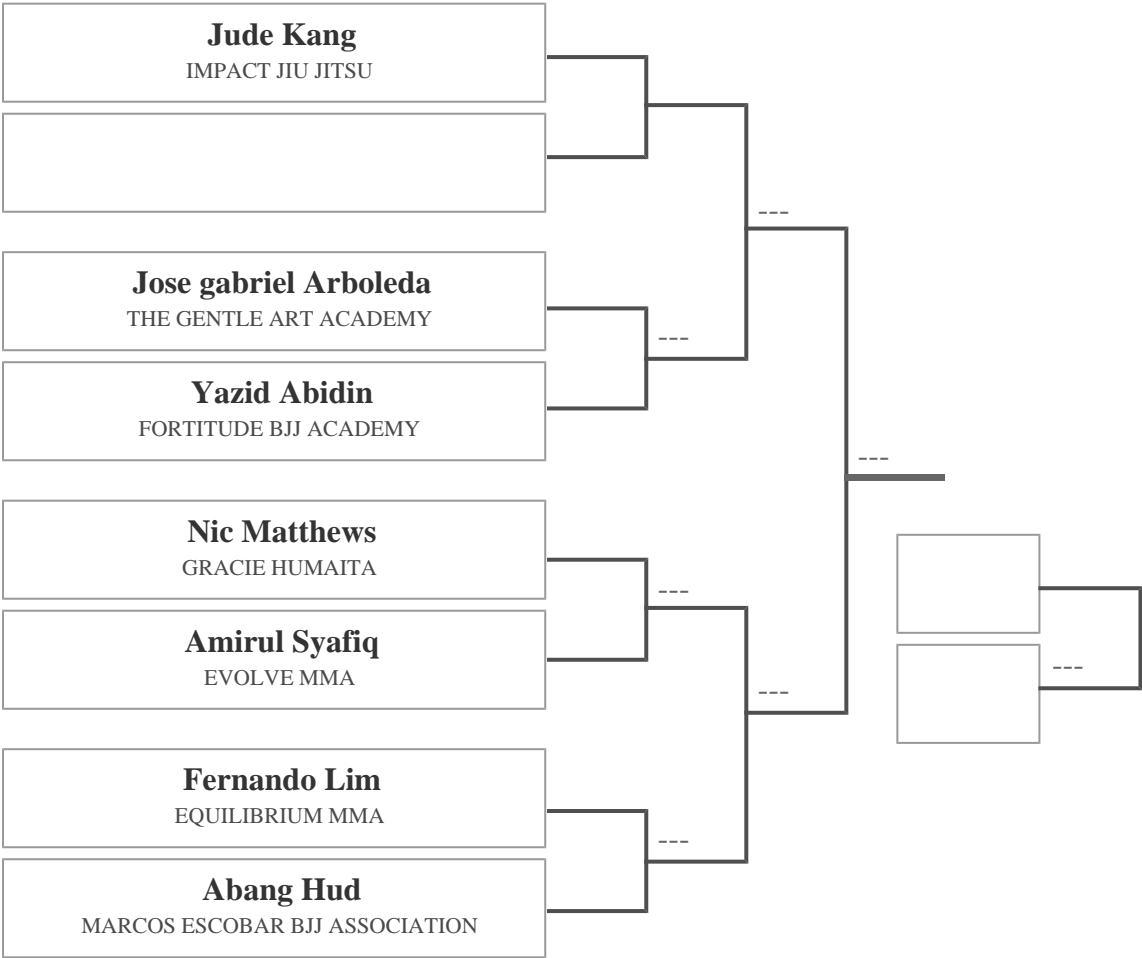 Jude Kang
IMPACT JIU JITSU
---
Jose gabriel Arboleda
THE GENTLE ART ACADEMY
---
Yazid Abidin
FORTITUDE BJJ ACADEMY
---
Nic Matthews
GRACIE HUMAITA
---
Amirul Syafiq
EVOLVE MMA
---
---
Fernando Lim
EQUILIBRIUM MMA
---
Abang Hud
MARCOS ESCOBAR BJJ ASSOCIATION